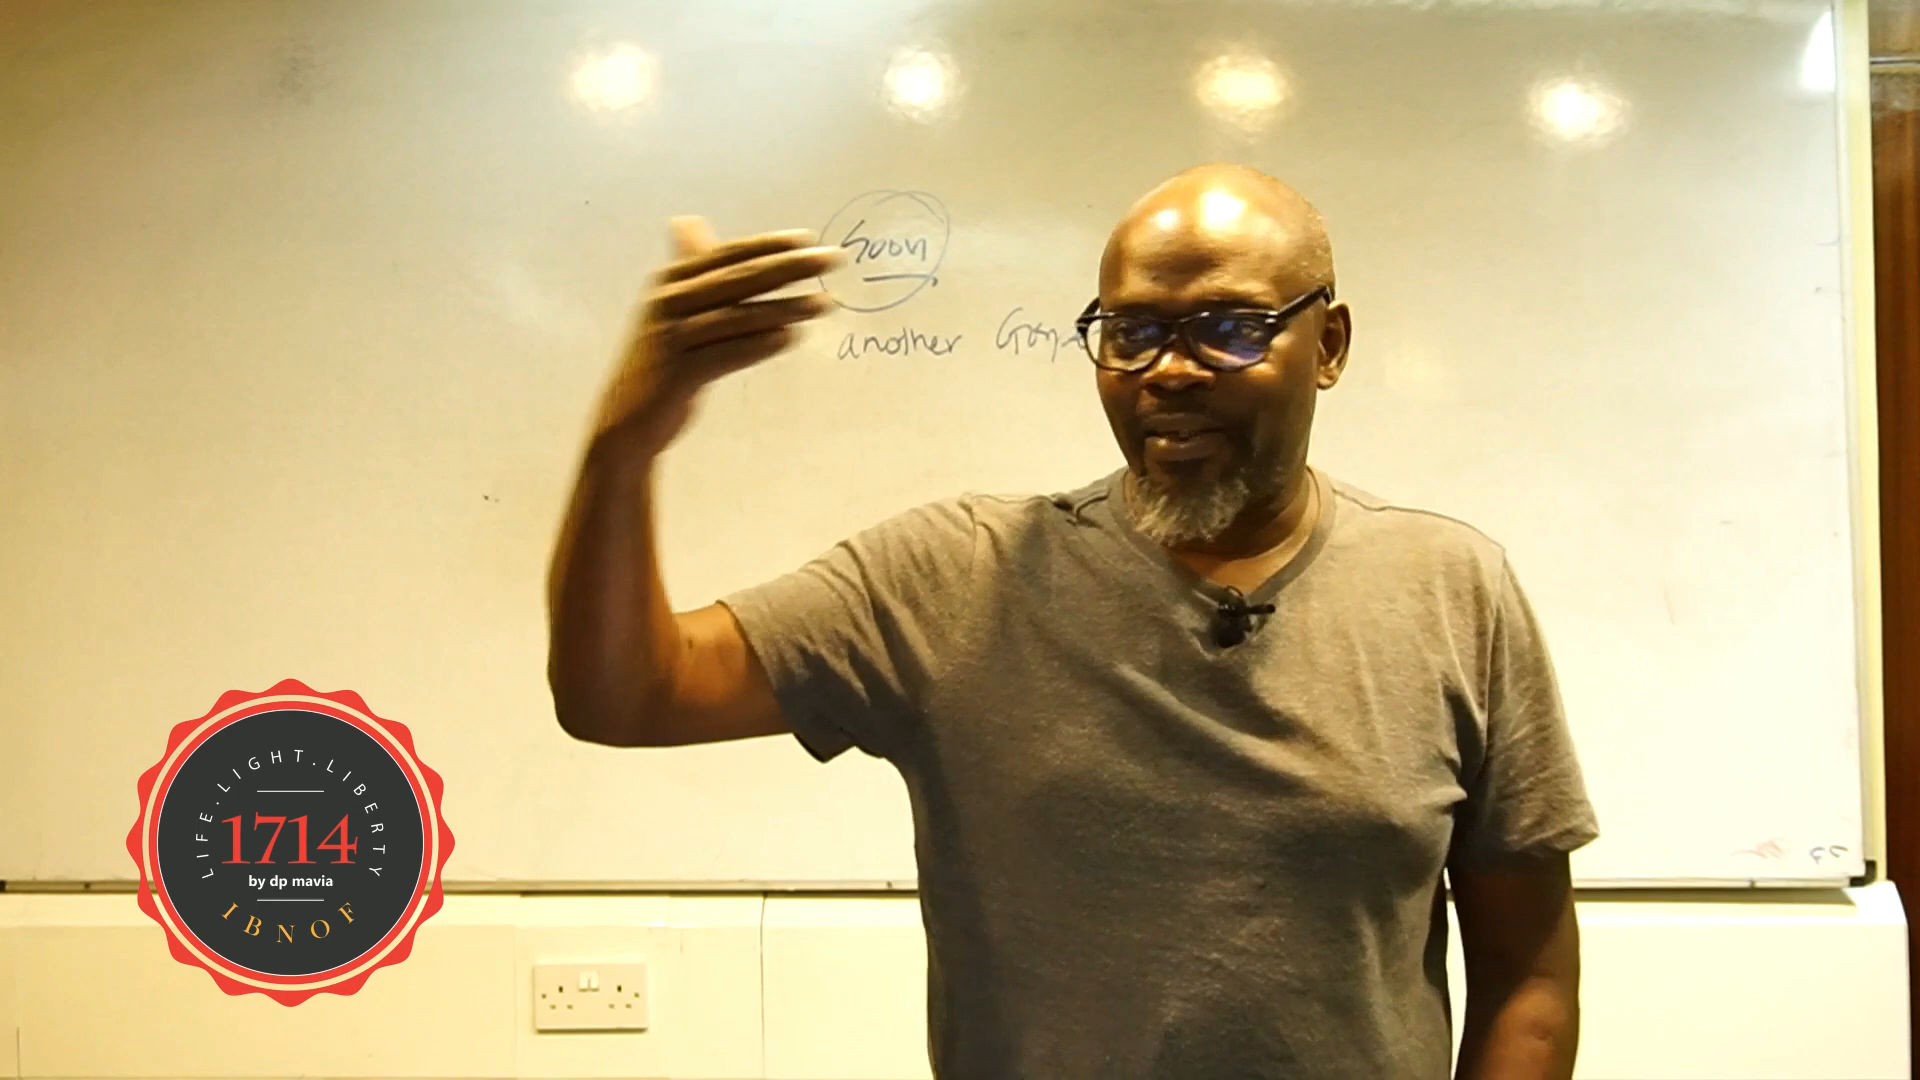 Soon
another
LIFE.LIGHT.LIBERTY
1714
by dp mavia
IBNOF